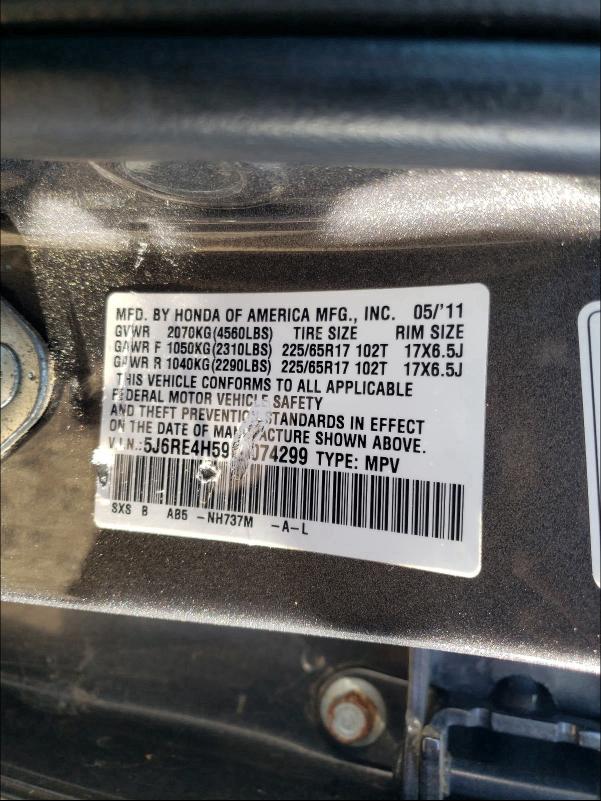 MFD. BY HONDA OF AMERICA MFG., INC. 05/'11
GVWR 2070KG(4560LBS) TIRE SIZE RIM SIZE
GAWR F 1050KG(2310LBS) 225/65R17 102T 17X6.5J
GAWR R 1040KG(2290LBS) 225/65R17 102T 17X6.5J
THIS VEHICLE CONFORMS TO ALL APPLICABLE
FEDERAL MOTOR VEHICLE SAFETY
AND THEFT PREVENTION STANDARDS IN EFFECT
ON THE DATE OF MANUFACTURE SHOWN ABOVE.
V.I.N.: TYPE: MPV
SXS B AB5 -NH737M -A-L